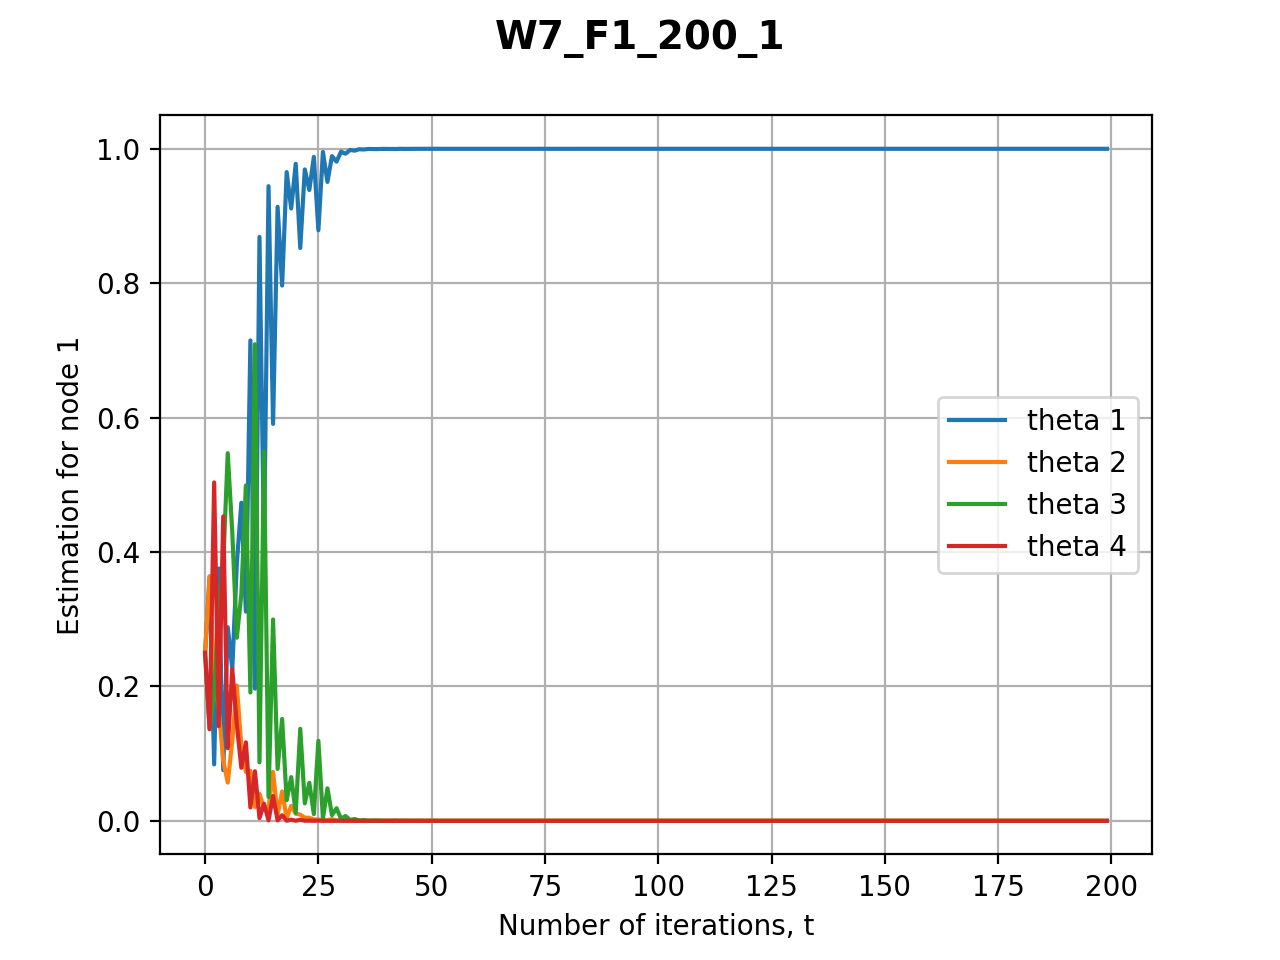 W7_F1_200_1
1.0
0.8
0.6
0.4
0.2
0.0
Estimation for node 1
theta 1
theta 2
theta 3
theta 4
0 25 50 75 100 125 150 175 200
Number of iterations, t